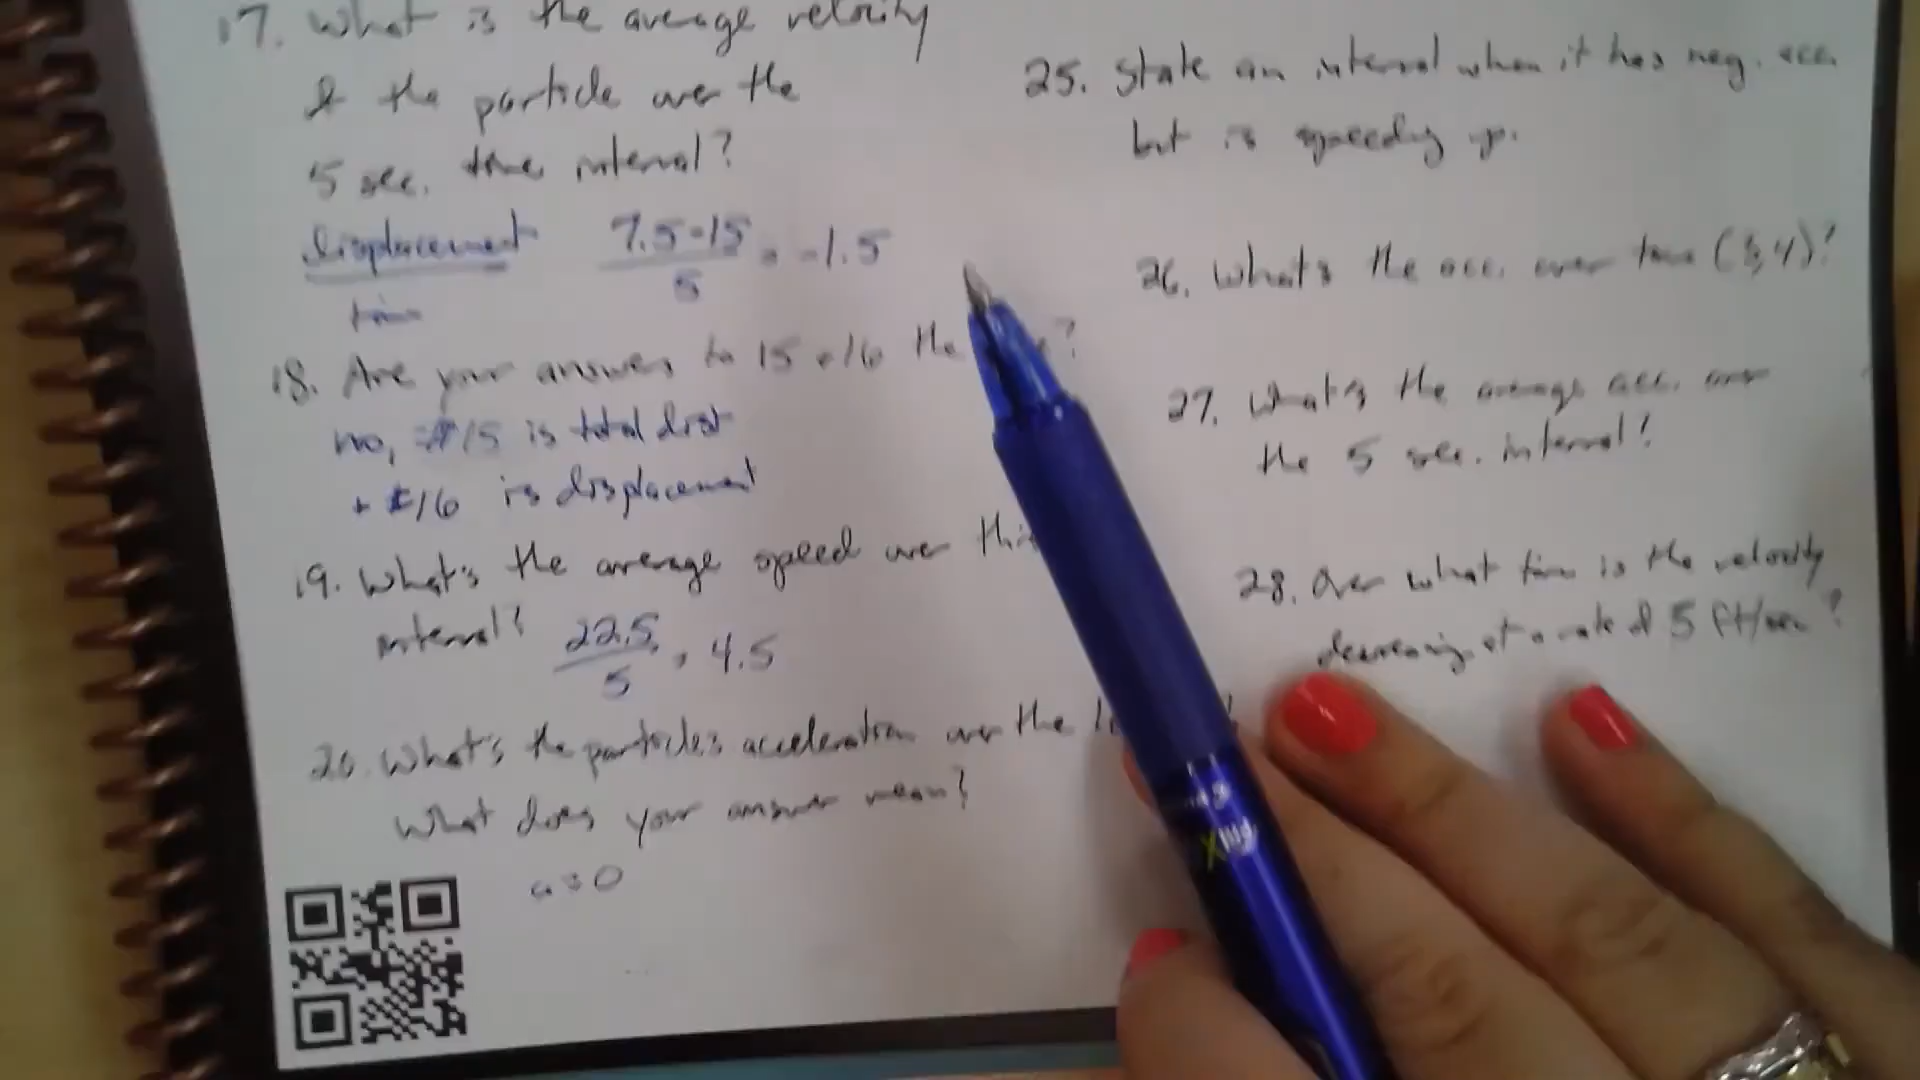 17. What is the average velocity
of the particle over the
5 sec. time interval?
displacement
time
7.5-15
5
= -1.5
18. Are your answers to 15 + 16 the
no, #15 is total dist
+ #16 is displacement
19. What's the average speed over this
interval?
22.5
5
= 4.5
20. What's the particle's acceleration over the
What does your answer mean?
a = 0
25. State an interval when it has neg. acc.
but is speeding up.
26. What's the acc. over time (3,4)?
27. What's the average acc. over
the 5 sec. interval?
28. Over what time is the velocity
decreasing at a rate of 5 ft/sec?